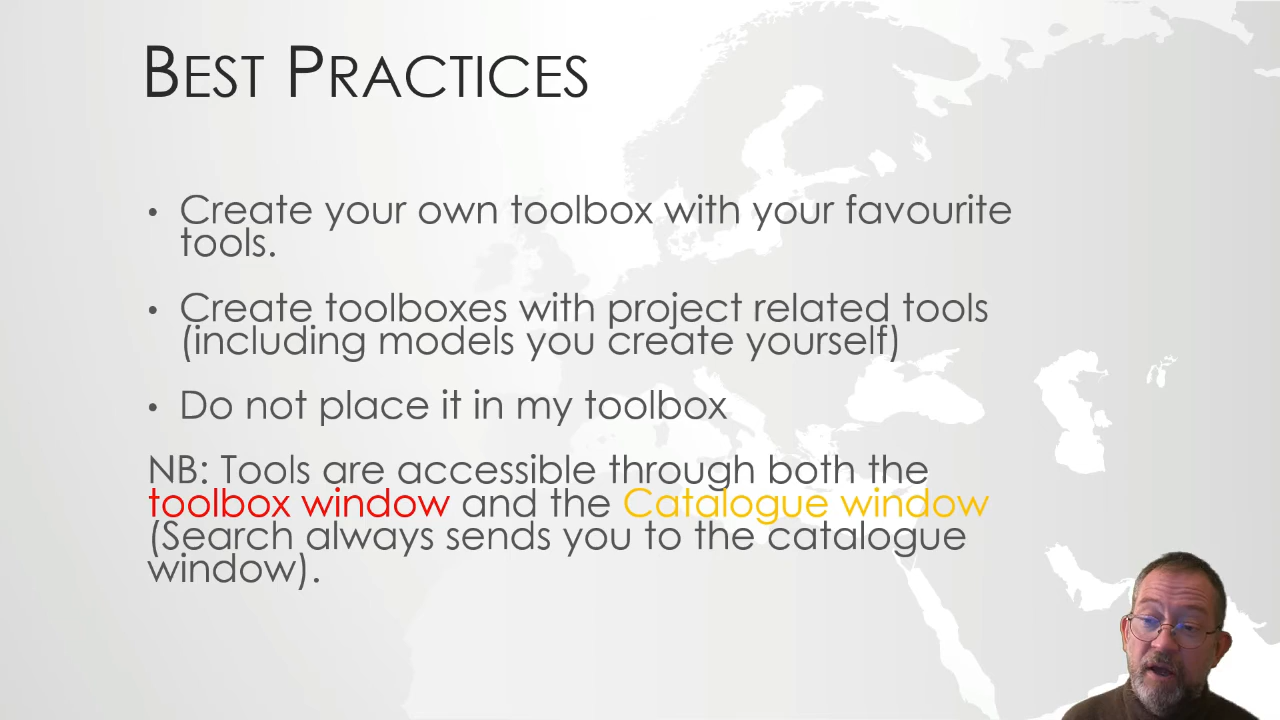 Best Practices
• Create your own toolbox with your favourite
tools.
• Create toolboxes with project related tools
(including models you create yourself)
• Do not place it in my toolbox
NB: Tools are accessible through both the
toolbox window and the Catalogue window
(Search always sends you to the catalogue
window).